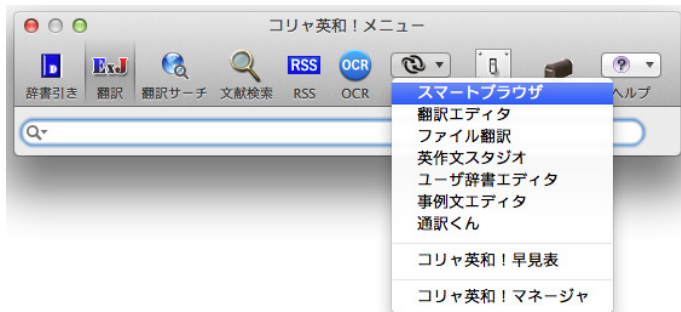 コリャ英和！メニュー
D ExJ RSS OCR ?
辞書引き 翻訳 翻訳サーチ 文献検索 RSS OCR ヘルプ
スマートブラウザ
翻訳エディタ
ファイル翻訳
英作文スタジオ
ユーザ辞書エディタ
事例文エディタ
通訳くん
コリャ英和！早見表
コリャ英和！マネージャ